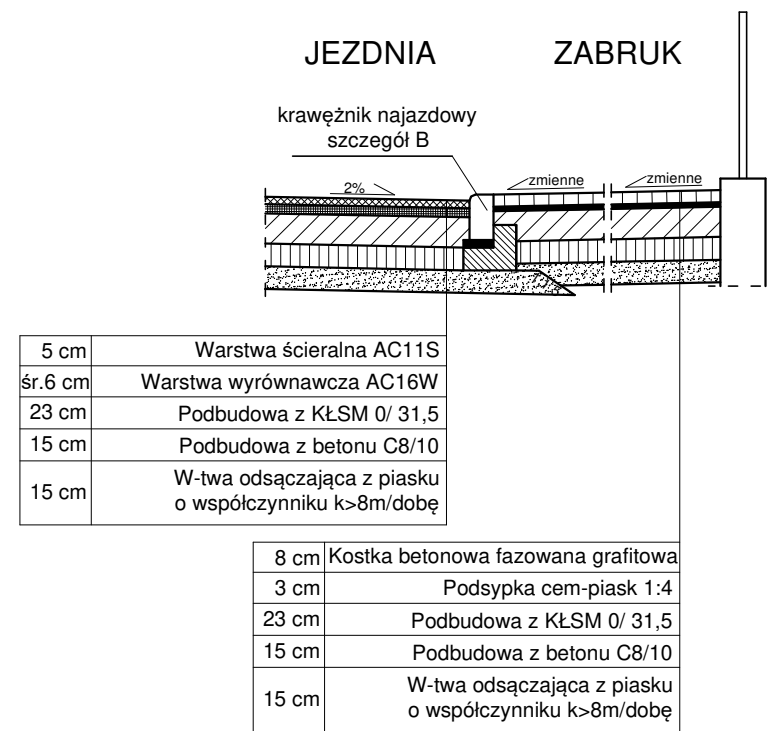 JEZDNIA ZABRUK
krawężnik najazdowy
szczegół B
2% zmienne zmienne
5 cm Warstwa ścieralna AC11S
śr.6 cm Warstwa wyrównawcza AC16W
23 cm Podbudowa z KŁSM 0/ 31,5
15 cm Podbudowa z betonu C8/10
15 cm W-twa odsączająca z piasku
o współczynniku k>8m/dobę
8 cm Kostka betonowa fazowana grafitowa
3 cm Podsypka cem-piask 1:4
23 cm Podbudowa z KŁSM 0/ 31,5
15 cm Podbudowa z betonu C8/10
15 cm W-twa odsączająca z piasku
o współczynniku k>8m/dobę